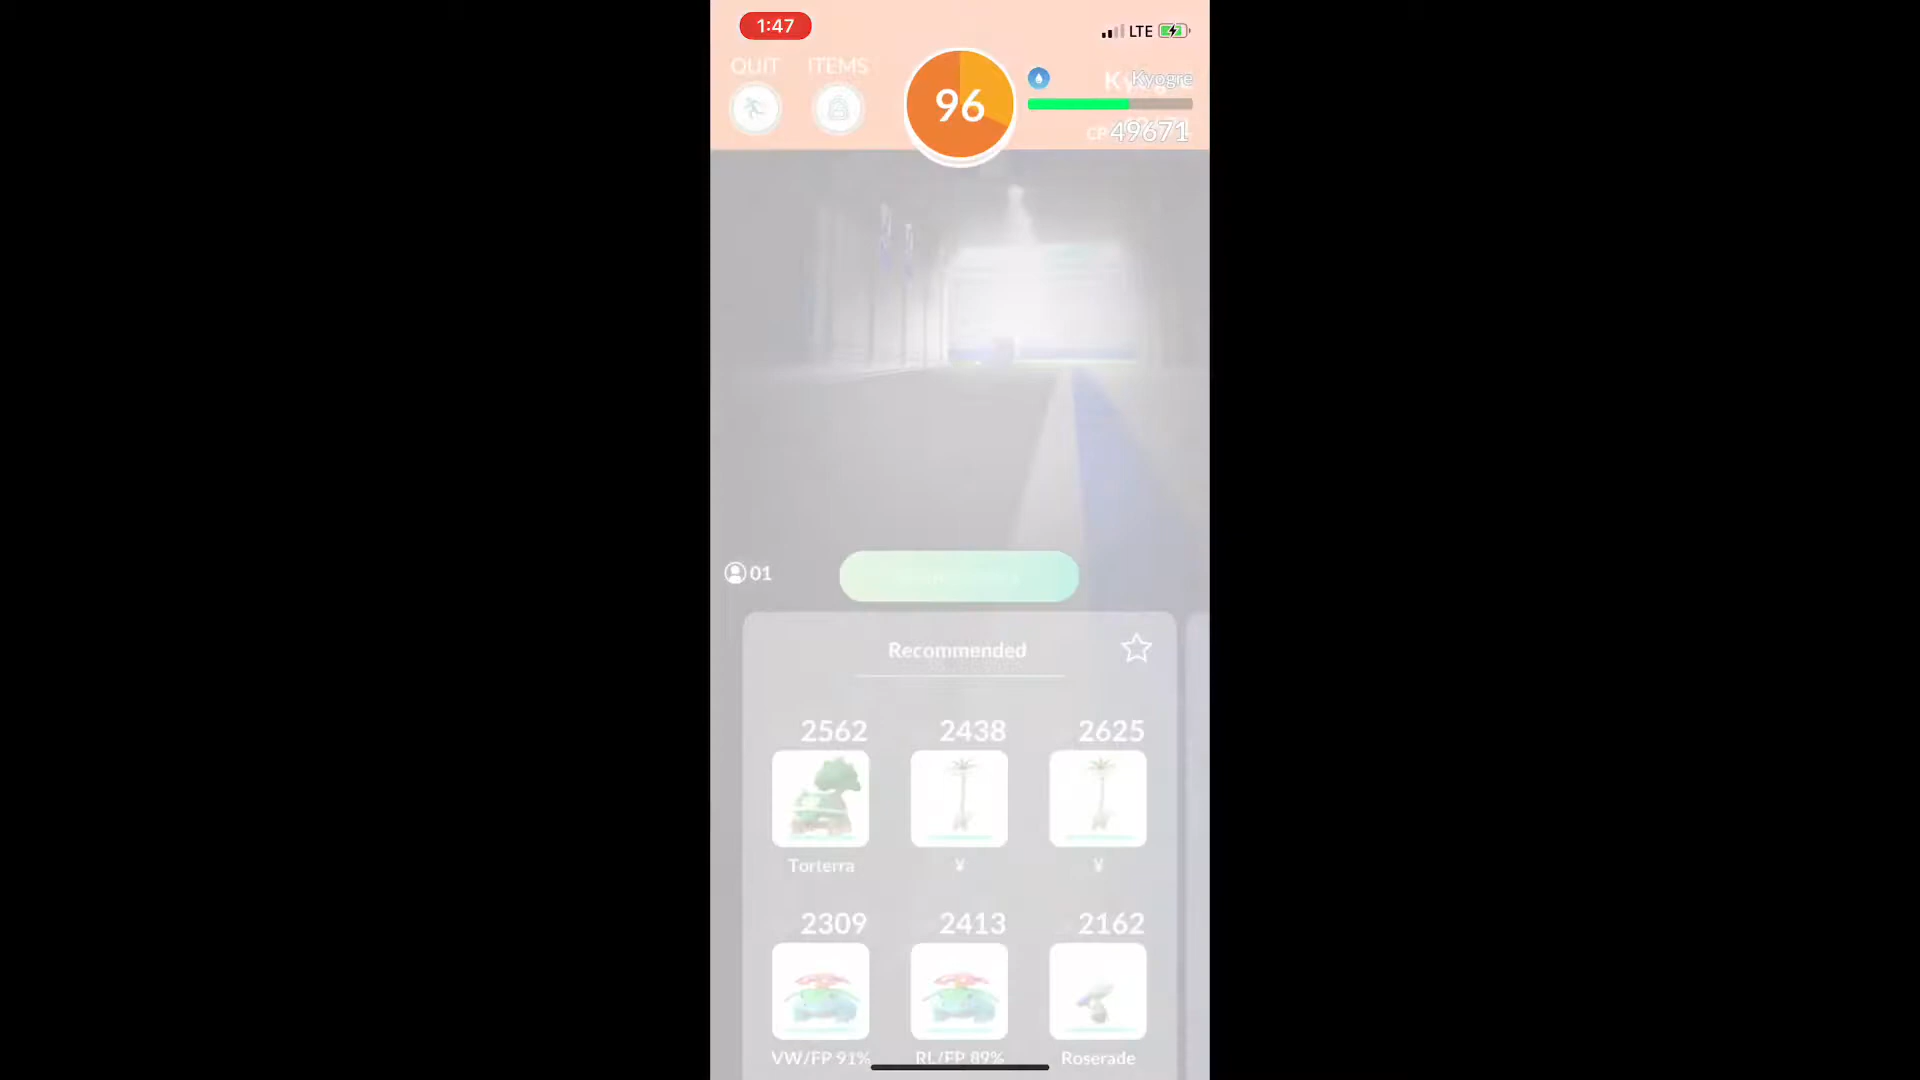 1:47
LTE
QUIT ITEMS
96
Kyogre
CP 49671
01
Recommended
2562 2438 2625
Torterra ¥ ¥
2309 2413 2162
VW/FP 91% RL/FP 89% Roserade